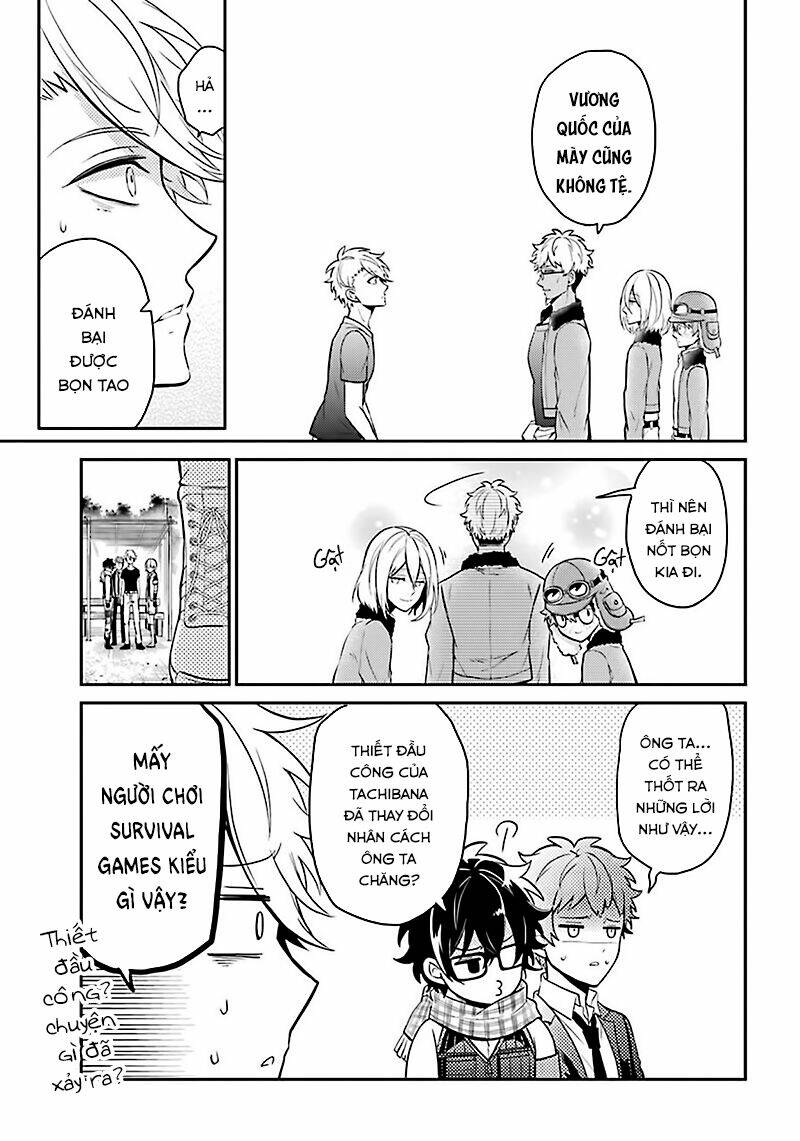 VƯƠNG
QUỐC CỦA
MÀY CŨNG
KHÔNG TỆ.
HẢ
...
ĐÁNH
BẠI
ĐƯỢC
BỌN TAO
THÌ NÊN
ĐÁNH BẠI
NỐT BỌN
KIA ĐI.
Gật
Gật
ÔNG TA...
CÓ THỂ
THỐT RA
NHỮNG LỜI
NHƯ VẬY...
THIẾT ĐẦU
CÔNG CỦA
TACHIBANA
ĐÃ THAY ĐỔI
NHÂN CÁCH
ÔNG TA
CHĂNG?
?
MẤY
NGƯỜI CHƠI
SURVIVAL
GAMES KIỂU
GÌ VẬY?
Thiết
đầu
công?
chuyện
gì đã
xảy ra?